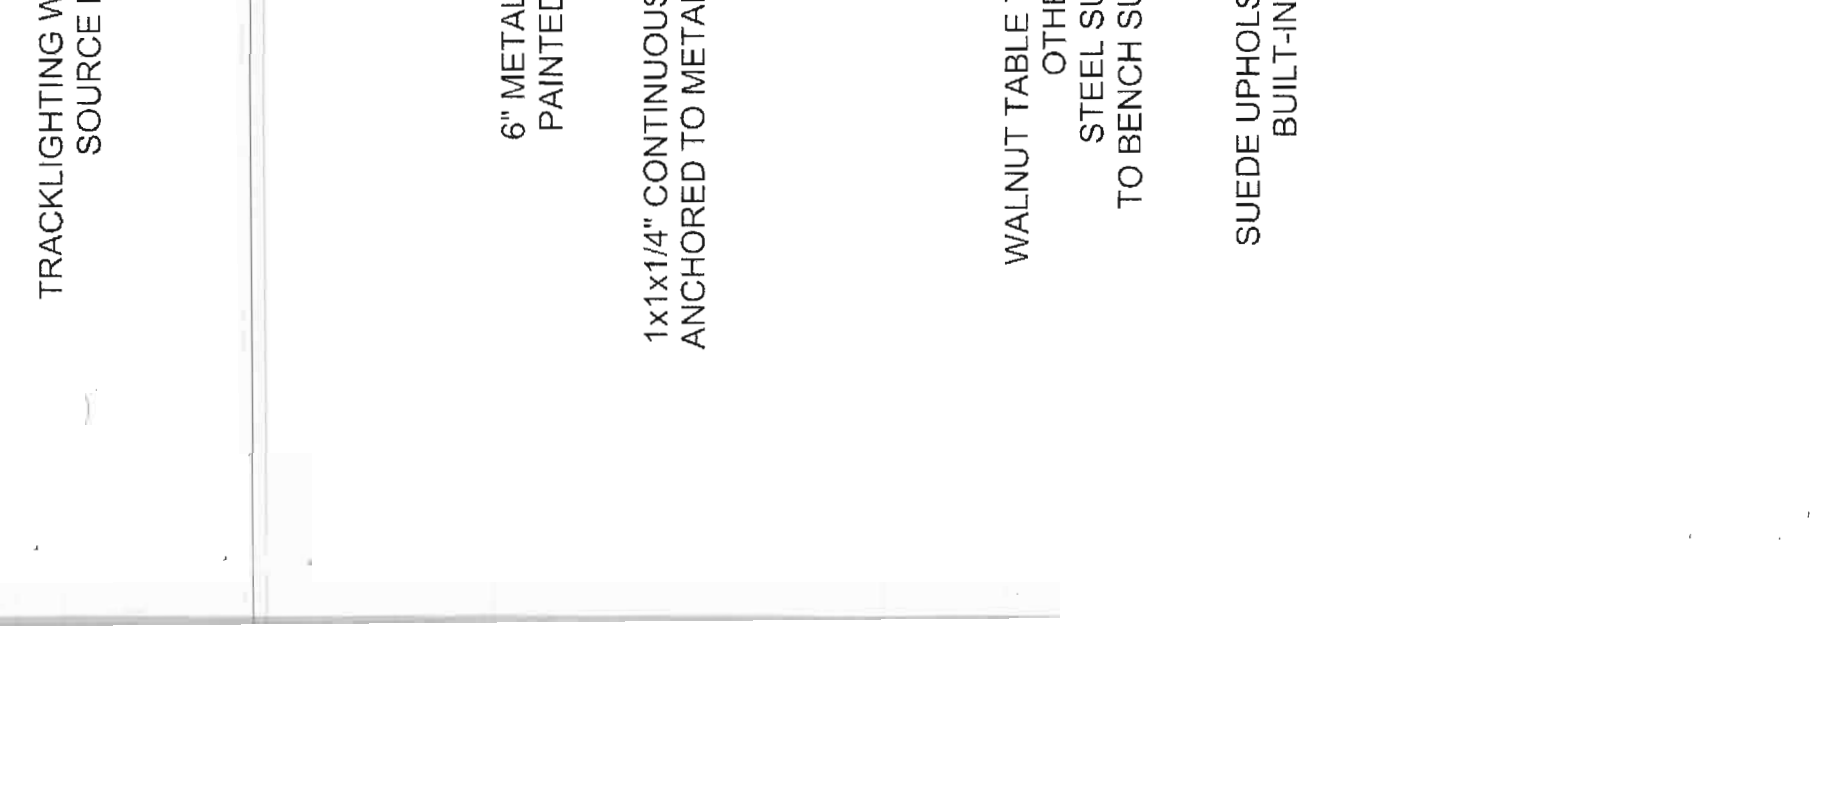 TRACKLIGHTING W
SOURCE
6" METAL
PAINTED
1x1x1/4" CONTINUOUS
ANCHORED TO METAL
WALNUT TABLE
OTHE
STEEL SU
TO BENCH SU
SUEDE UPHOLS
BUILT-IN